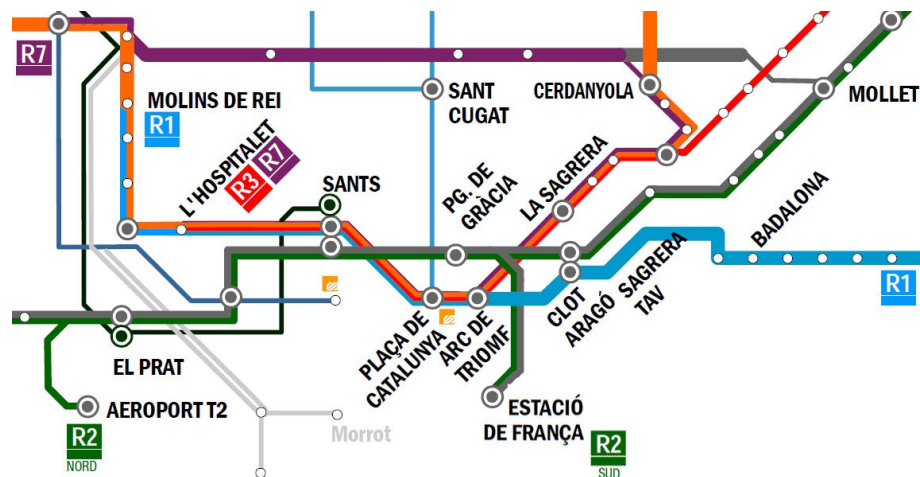 R7
SANT
CUGAT
CERDANYOLA
MOLLET
MOLINS DE REI
R1
L'HOSPITALET
R3
R7
SANTS
PG. DE
GRÀCIA
LA SAGRERA
BADALONA
R1
CLOT
ARAGÓ
SAGRERA
TAV
PLAÇA DE
CATALUNYA
ARC DE
TRIOMF
EL PRAT
AEROPORT T2
R2
NORD
Morrot
ESTACIÓ
DE FRANÇA
R2
SUD